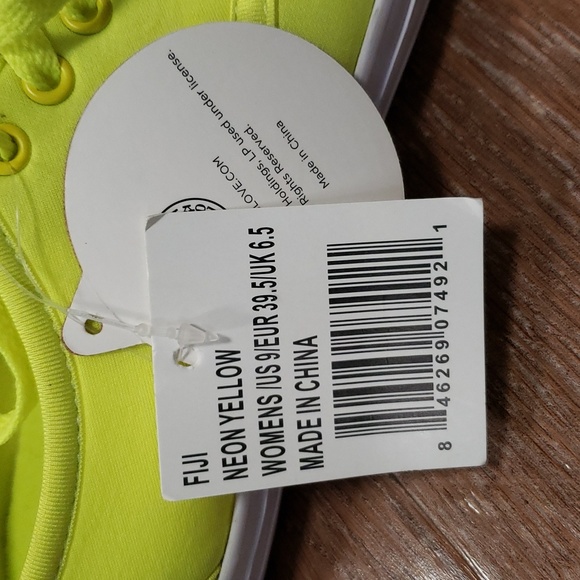 Holdings, LP used under license.
Rights Reserved.
Made in China
LOVE.COM
FIJI
NEON YELLOW
WOMENS /US 9/EUR 39.5/UK 6.5
MADE IN CHINA
8 46269 07492 1